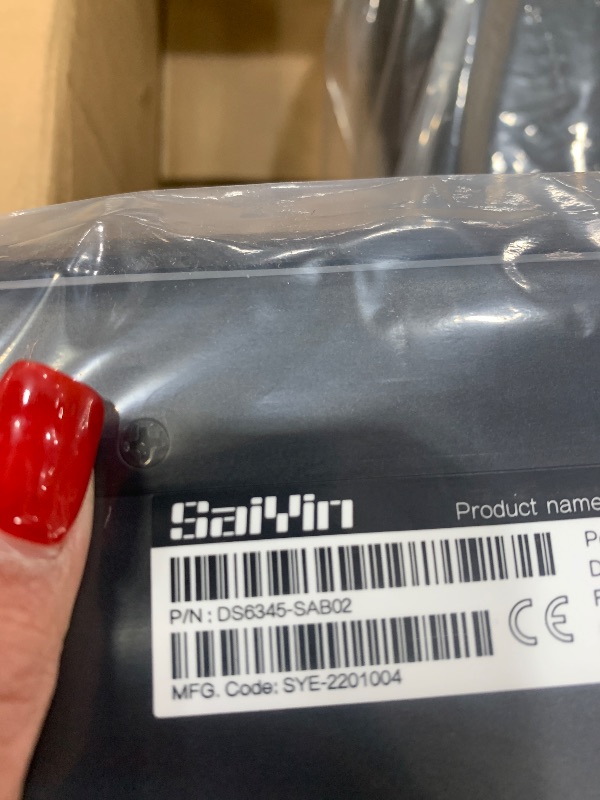 SaiYin
Product name
P/N : DS6345-SAB02
MFG. Code: SYE-2201004
CE